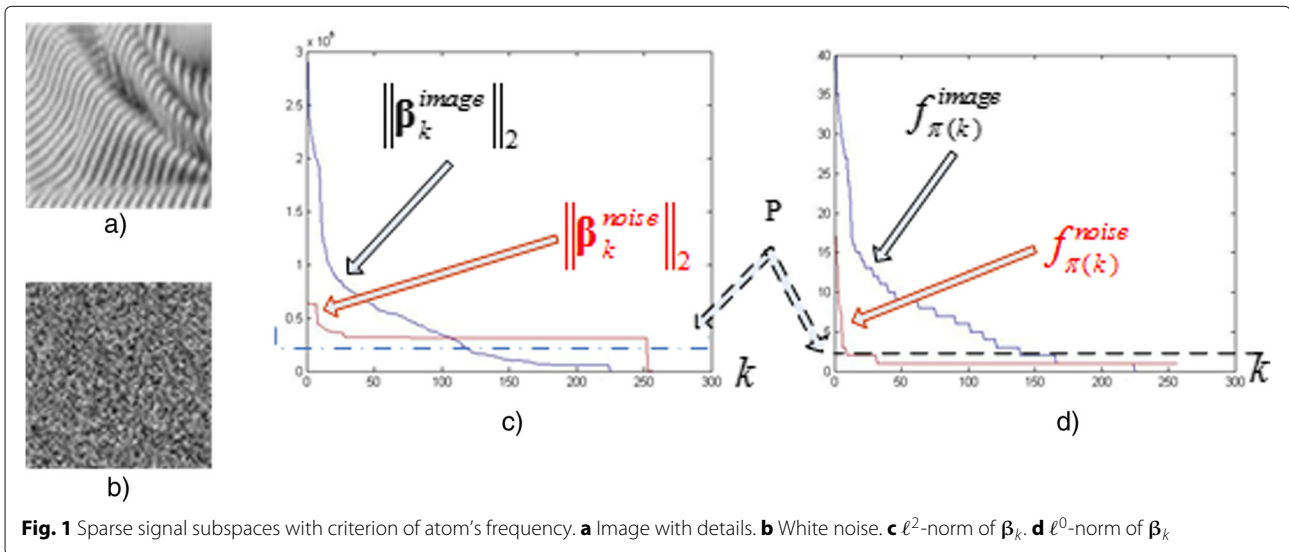 a)
b)
× 10⁶
3
2.5
2
1.5
1
0.5
0
0 50 100 150 200 250 300
‖β_k^image‖₂
‖β_k^noise‖₂
k
c)
P
40
35
30
25
20
15
10
5
0
0 50 100 150 200 250 300
f_π(k)^image
f_π(k)^noise
k
d)
Fig. 1 Sparse signal subspaces with criterion of atom's frequency. a Image with details. b White noise. c ℓ²-norm of β_k. d ℓ⁰-norm of β_k